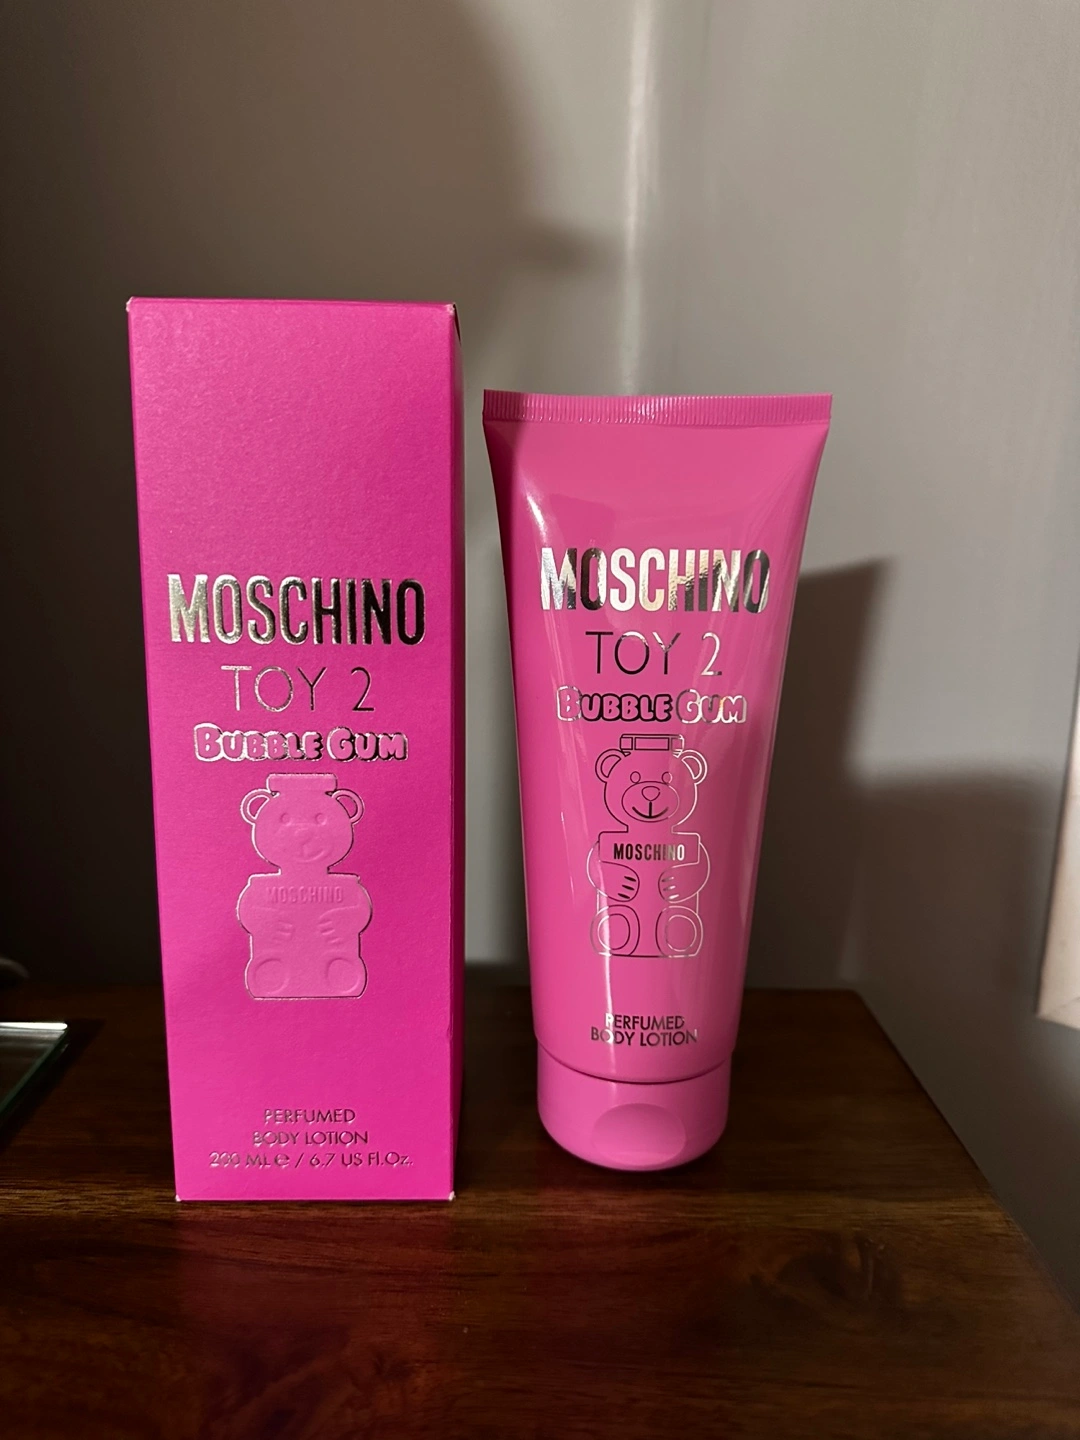 MOSCHINO
TOY 2
BUBBLE GUM
MOSCHINO
PERFUMED
BODY LOTION
200 ML e / 6.7 US Fl.Oz.
MOSCHINO
TOY 2
BUBBLE GUM
MOSCHINO
PERFUMED
BODY LOTION